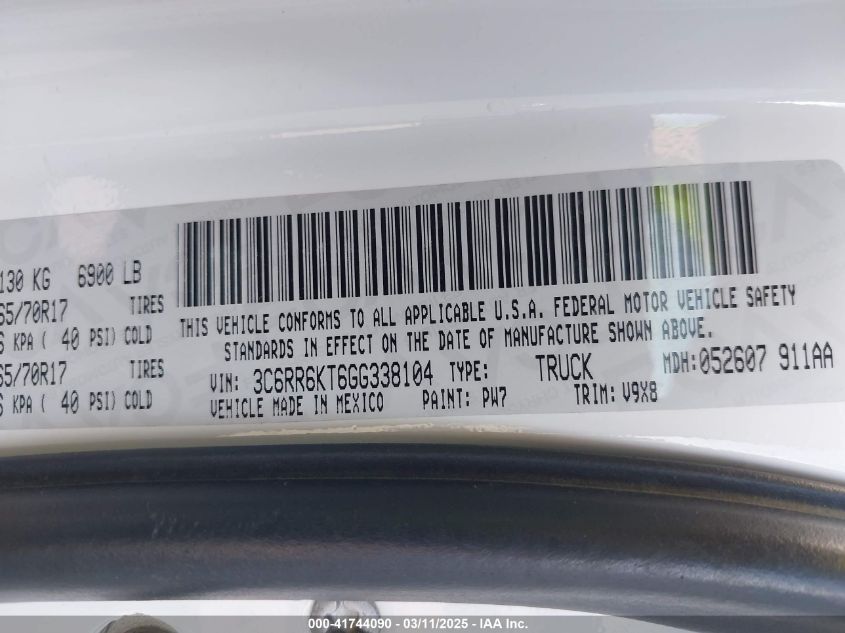 130 KG 6900 LB
65/70R17 TIRES
KPA ( 40 PSI) COLD
65/70R17 TIRES
KPA ( 40 PSI) COLD
THIS VEHICLE CONFORMS TO ALL APPLICABLE U.S.A. FEDERAL MOTOR VEHICLE SAFETY
STANDARDS IN EFFECT ON THE DATE OF MANUFACTURE SHOWN ABOVE.
VIN: 3C6RR6KT6GG338104 TYPE: TRUCK MDH:052607 911AA
VEHICLE MADE IN MEXICO PAINT: PW7 TRIM: V9X8
000-41744090 - 03/11/2025 - IAA Inc.